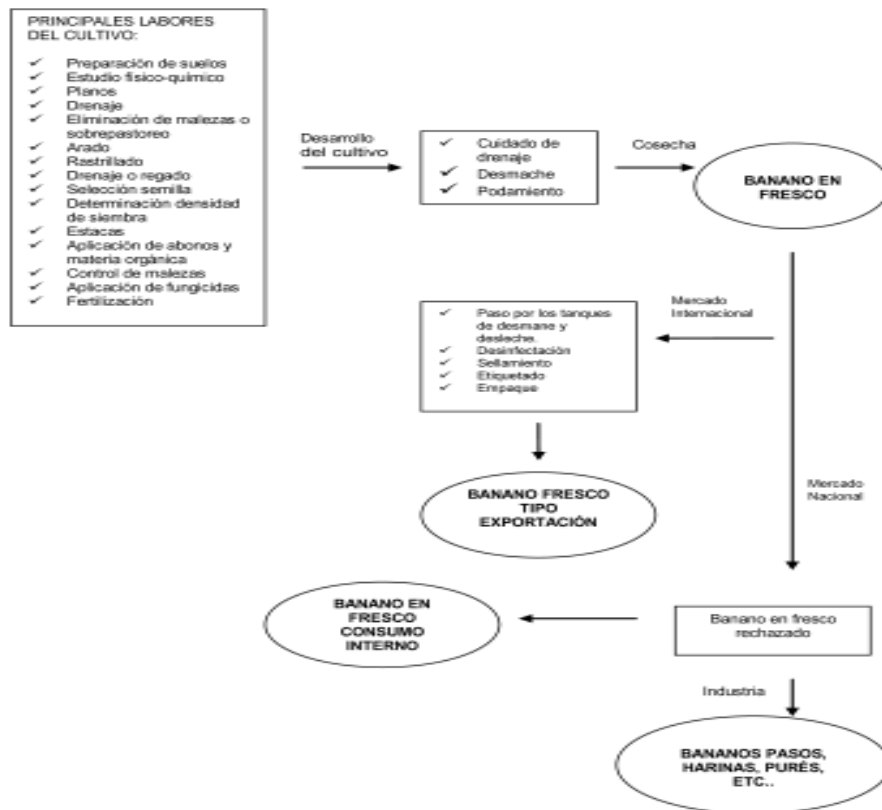 PRINCIPALES LABORES
DEL CULTIVO:
✓ Preparación de suelos
✓ Estudio físico-químico
✓ Planos
✓ Drenaje
✓ Eliminación de malezas o
sobrepastoreo
✓ Arado
✓ Rastrillado
✓ Drenaje o regado
✓ Selección semilla
✓ Determinación densidad
de siembra
✓ Estacas
✓ Aplicación de abonos y
materia orgánica
✓ Control de malezas
✓ Aplicación de fungicidas
✓ Fertilización
Desarrollo
del cultivo
✓ Cuidado de
drenaje
✓ Desmache
✓ Podamiento
Cosecha
BANANO EN
FRESCO
Mercado
Internacional
✓ Paso por los tanques
de desmane y
desleche.
✓ Desinfectación
✓ Sellamiento
✓ Etiquetado
✓ Empaque
BANANO FRESCO
TIPO
EXPORTACIÓN
Mercado
Nacional
Banano en fresco
rechazado
BANANO EN
FRESCO
CONSUMO
INTERNO
Industria
BANANOS PASOS,
HARINAS, PURÉS,
ETC..